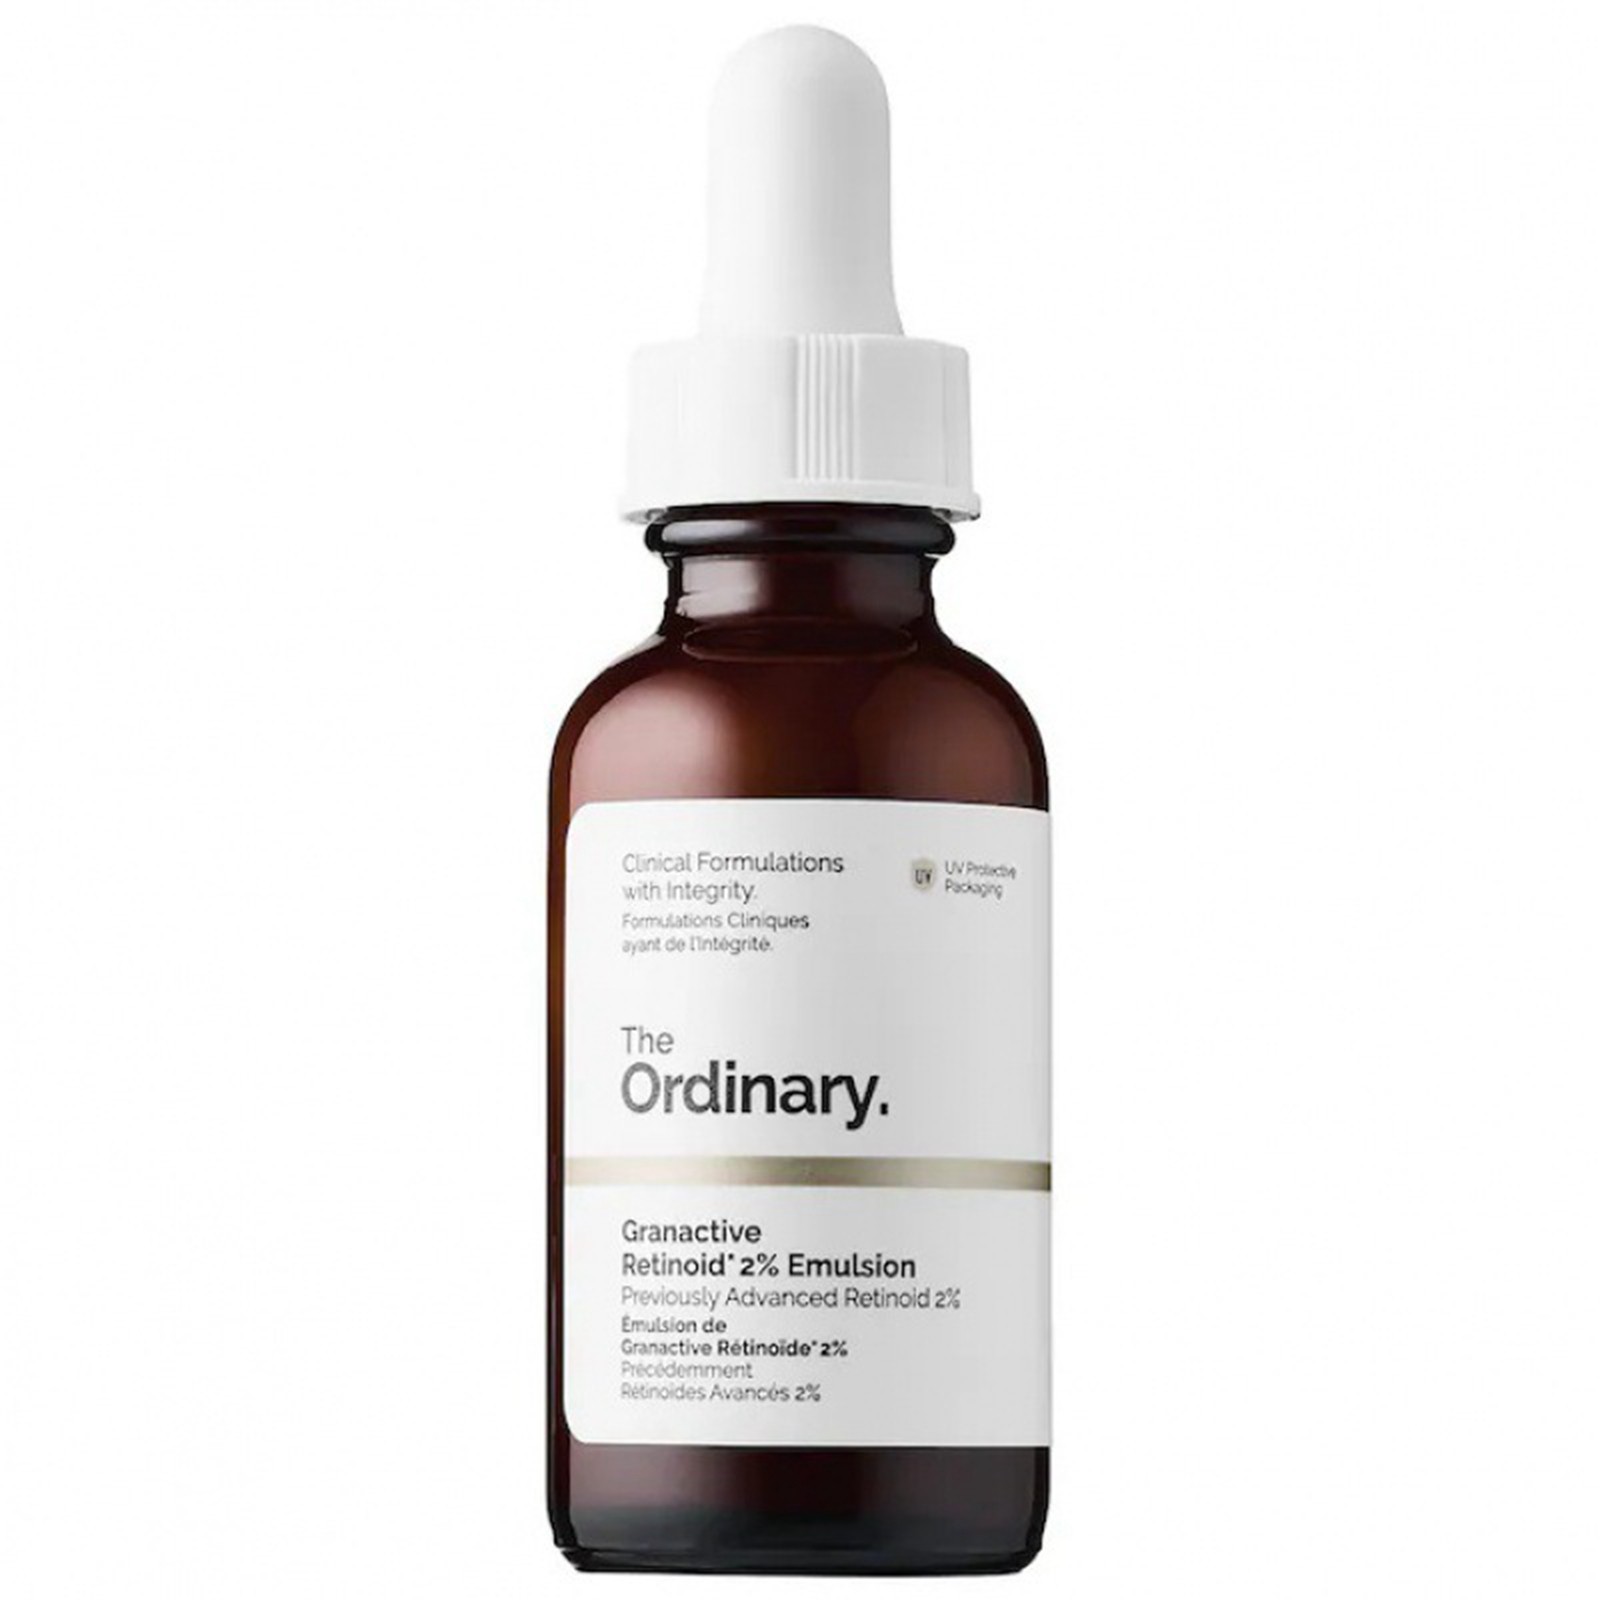 Clinical Formulations
with Integrity.
Formulations Cliniques
ayant de l'Intégrité.
UV
UV Protective
Packaging
The
Ordinary.
Granactive
Retinoid* 2% Emulsion
Previously Advanced Retinoid 2%
Émulsion de
Granactive Rétinoïde* 2%
Précédemment
Rétinoïdes Avancés 2%